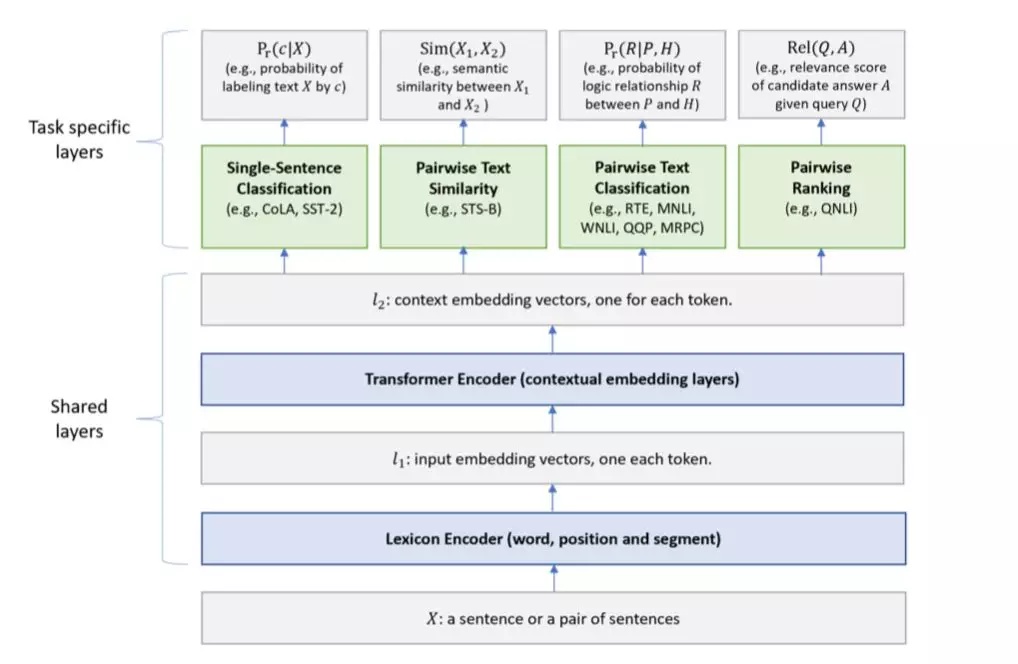 P_r(c|X)
(e.g., probability of
labeling text X by c)
Sim(X_1, X_2)
(e.g., semantic
similarity between X_1
and X_2 )
P_r(R|P, H)
(e.g., probability of
logic relationship R
between P and H)
Rel(Q, A)
(e.g., relevance score
of candidate answer A
given query Q)
Task specific
layers
Single-Sentence
Classification
(e.g., CoLA, SST-2)
Pairwise Text
Similarity
(e.g., STS-B)
Pairwise Text
Classification
(e.g., RTE, MNLI,
WNLI, QQP, MRPC)
Pairwise
Ranking
(e.g., QNLI)
l_2: context embedding vectors, one for each token.
Transformer Encoder (contextual embedding layers)
Shared
layers
l_1: input embedding vectors, one each token.
Lexicon Encoder (word, position and segment)
X: a sentence or a pair of sentences